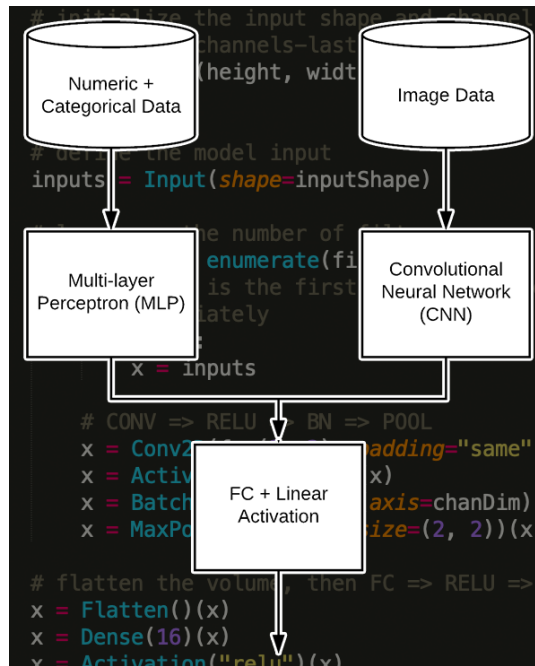 # initialize the input shape and channel
channels-last
(height, widt
Numeric +
Categorical Data
Image Data
# define the model input
inputs = Input(shape=inputShape)
the number of
enumerate(fi
is the first
Multi-layer
Perceptron (MLP)
Convolutional
Neural Network
(CNN)
x = inputs
# CONV => RELU => BN => POOL
x = Conv2 padding="same"
x = Activ x)
x = Batch axis=chanDim)
x = MaxPo size=(2, 2))(x
FC + Linear
Activation
# flatten the volume, then FC => RELU =>
x = Flatten()(x)
x = Dense(16)(x)
x = Activation("relu")(x)